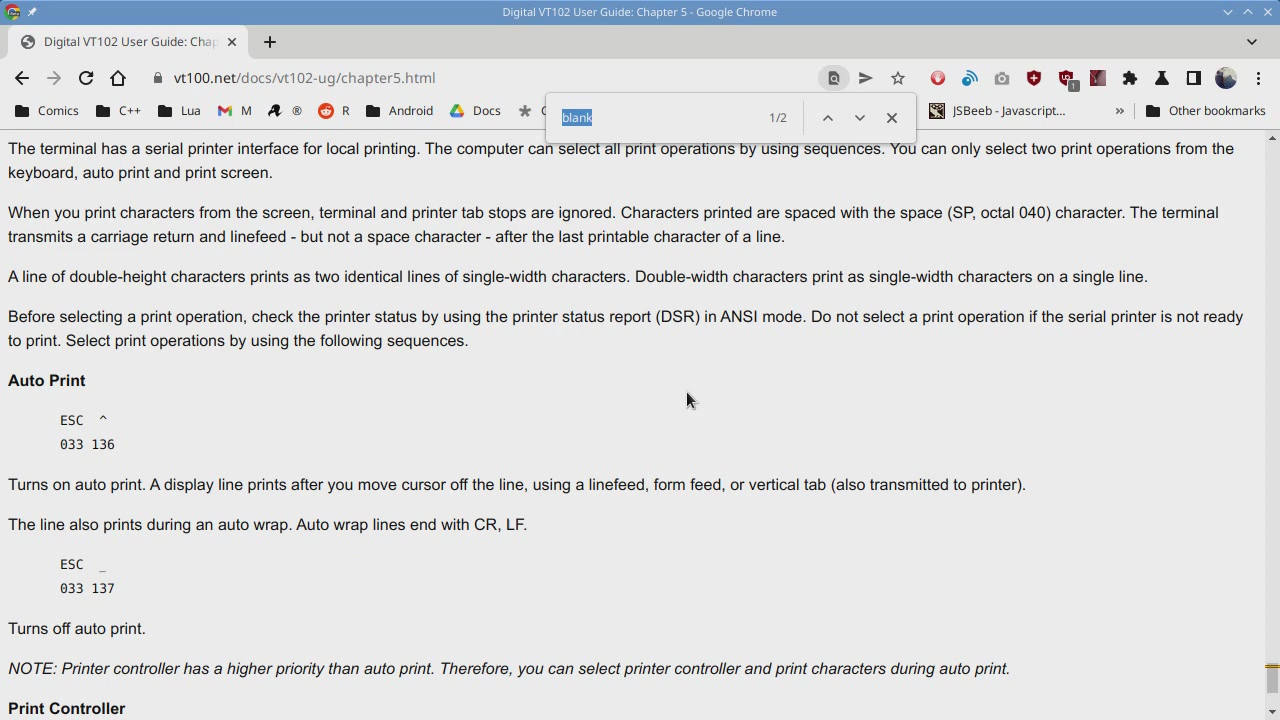 Digital VT102 User Guide: Chapter 5 - Google Chrome
Digital VT102 User Guide: Chap
vt100.net/docs/vt102-ug/chapter5.html
1
Comics C++ Lua M M ® R Android Docs JSBeeb - Javascript... » Other bookmarks
blank 1/2
The terminal has a serial printer interface for local printing. The computer can select all print operations by using sequences. You can only select two print operations from the
keyboard, auto print and print screen.
When you print characters from the screen, terminal and printer tab stops are ignored. Characters printed are spaced with the space (SP, octal 040) character. The terminal
transmits a carriage return and linefeed - but not a space character - after the last printable character of a line.
A line of double-height characters prints as two identical lines of single-width characters. Double-width characters print as single-width characters on a single line.
Before selecting a print operation, check the printer status by using the printer status report (DSR) in ANSI mode. Do not select a print operation if the serial printer is not ready
to print. Select print operations by using the following sequences.
Auto Print
ESC ^
033 136
Turns on auto print. A display line prints after you move cursor off the line, using a linefeed, form feed, or vertical tab (also transmitted to printer).
The line also prints during an auto wrap. Auto wrap lines end with CR, LF.
ESC _
033 137
Turns off auto print.
NOTE: Printer controller has a higher priority than auto print. Therefore, you can select printer controller and print characters during auto print.
Print Controller